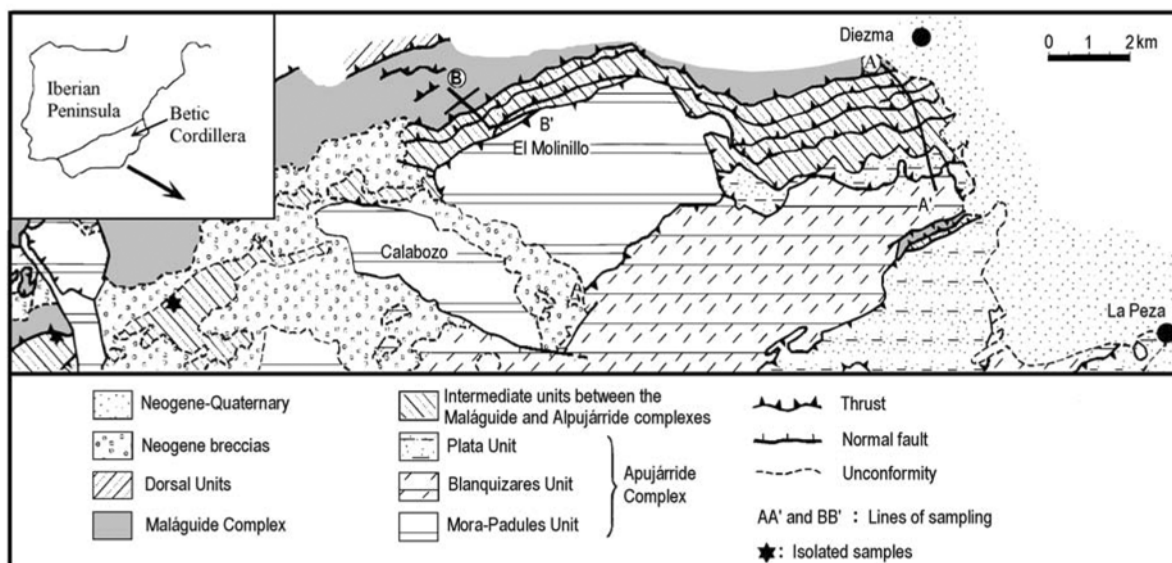 Iberian
Peninsula
Betic
Cordillera
Diezma
0 1 2 km
A
B
B'
El Molinillo
A'
Calabozo
La Peza
Neogene-Quaternary
Neogene breccias
Dorsal Units
Maláguide Complex
Intermediate units between the
Maláguide and Alpujárride complexes
Plata Unit
Blanquizares Unit
Mora-Padules Unit
Apujárride
Complex
Thrust
Normal fault
Unconformity
AA' and BB' : Lines of sampling
: Isolated samples